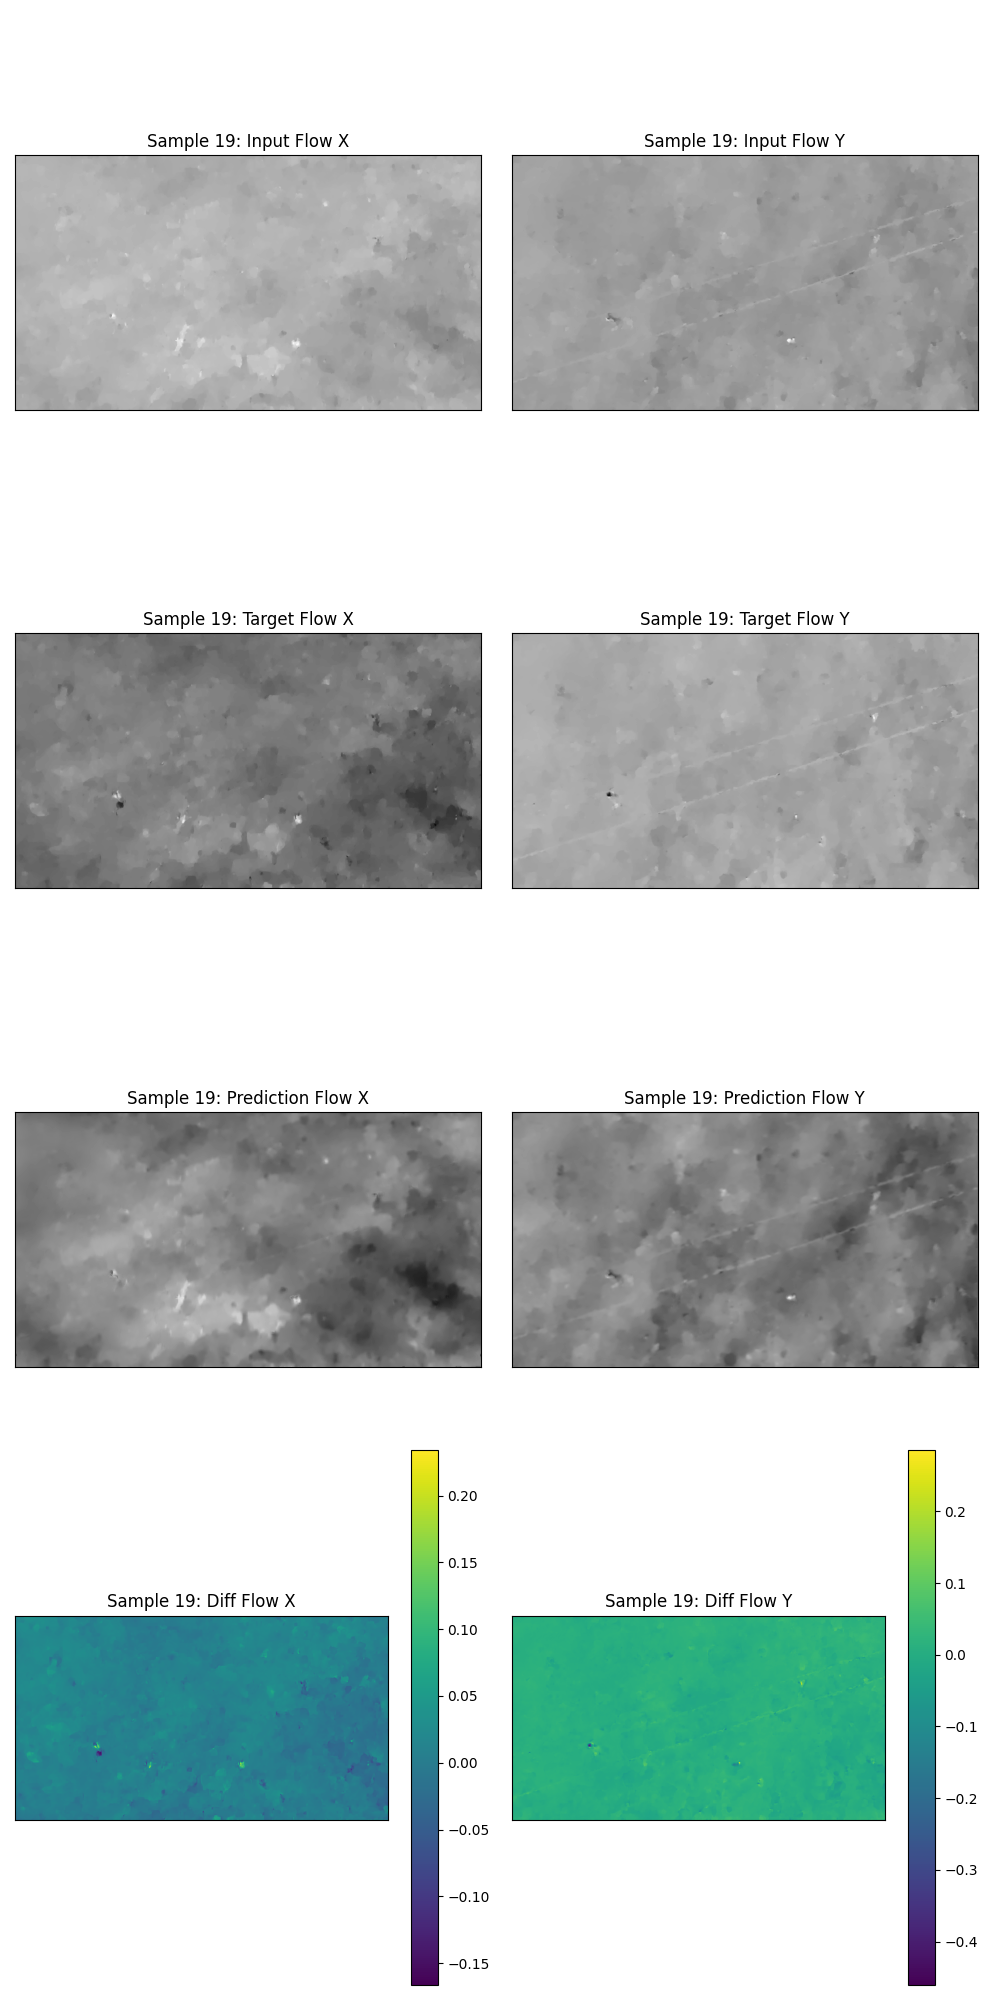 Sample 19: Input Flow X
Sample 19: Input Flow Y
Sample 19: Target Flow X
Sample 19: Target Flow Y
Sample 19: Prediction Flow X
Sample 19: Prediction Flow Y
Sample 19: Diff Flow X
0.20
0.15
0.10
0.05
0.00
−0.05
−0.10
−0.15
Sample 19: Diff Flow Y
0.2
0.1
0.0
−0.1
−0.2
−0.3
−0.4